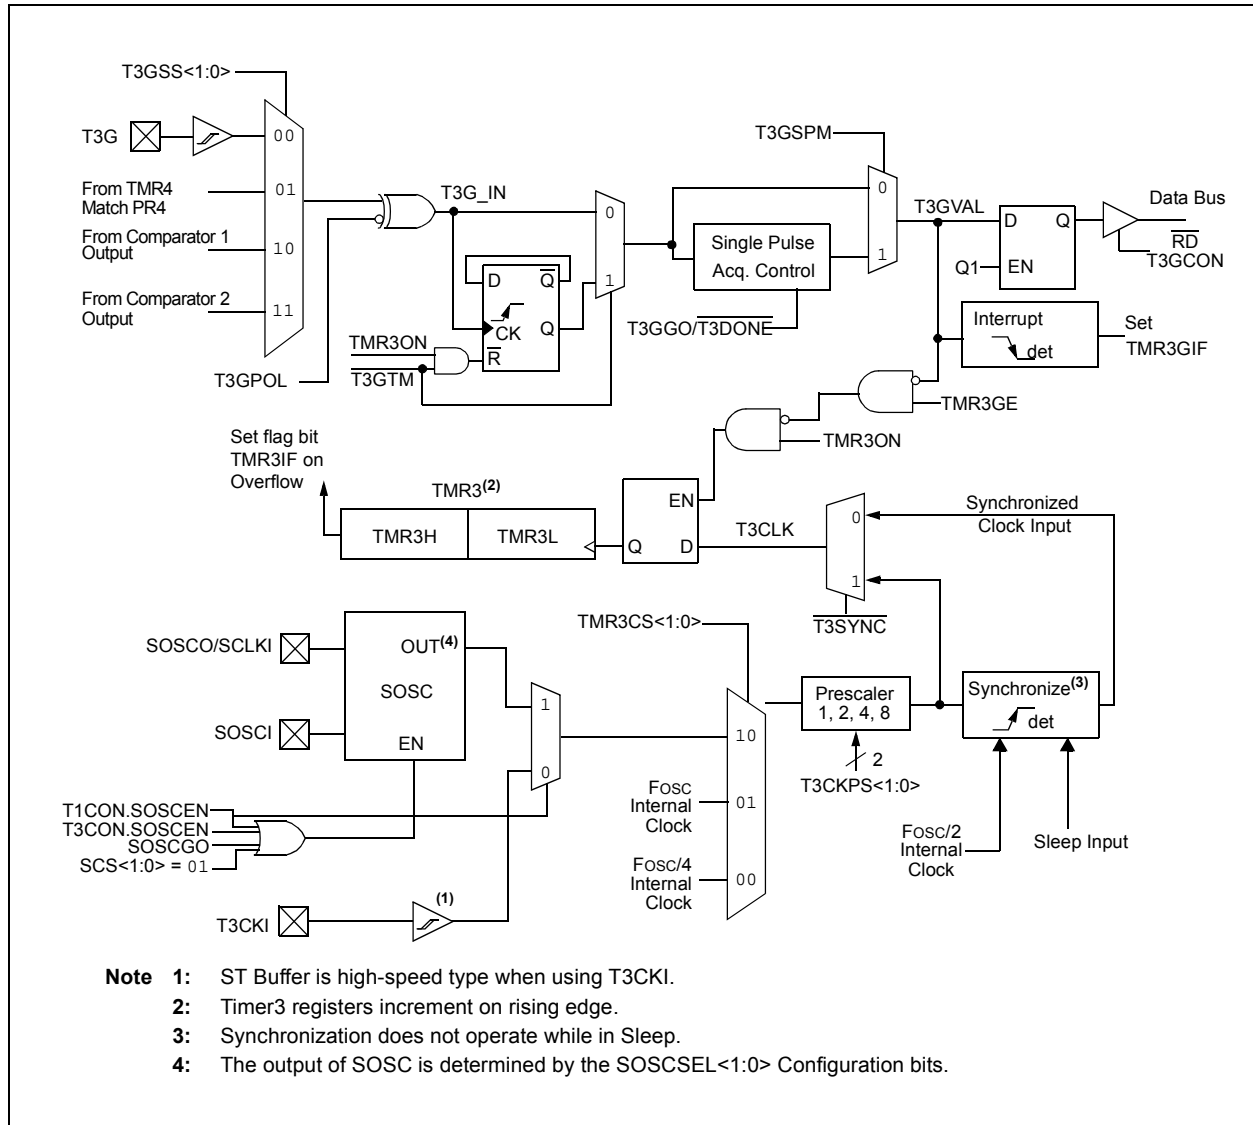 T3GSS<1:0>
T3G
00
From TMR4
Match PR4
01
From Comparator 1
Output
10
From Comparator 2
Output
11
T3GPOL
T3G_IN
0
1
D
Q
CK
Q
R
TMR3ON
T3GTM
T3GSPM
0
1
Single Pulse
Acq. Control
T3GGO/T3DONE
T3GVAL
D
Q
Q1
EN
Data Bus
RD
T3GCON
Interrupt
det
Set
TMR3GIF
TMR3GE
TMR3ON
Set flag bit
TMR3IF on
Overflow
TMR3(2)
TMR3H
TMR3L
EN
Q
D
T3CLK
0
1
T3SYNC
Synchronized
Clock Input
SOSCO/SCLKI
OUT(4)
SOSC
SOSCI
EN
1
0
T1CON.SOSCEN
T3CON.SOSCEN
SOSCGO
SCS<1:0> = 01
T3CKI
(1)
TMR3CS<1:0>
10
FOSC
Internal
Clock
01
FOSC/4
Internal
Clock
00
Prescaler
1, 2, 4, 8
2
T3CKPS<1:0>
Synchronize(3)
det
FOSC/2
Internal
Clock
Sleep Input
Note 1: ST Buffer is high-speed type when using T3CKI.
2: Timer3 registers increment on rising edge.
3: Synchronization does not operate while in Sleep.
4: The output of SOSC is determined by the SOSCSEL<1:0> Configuration bits.